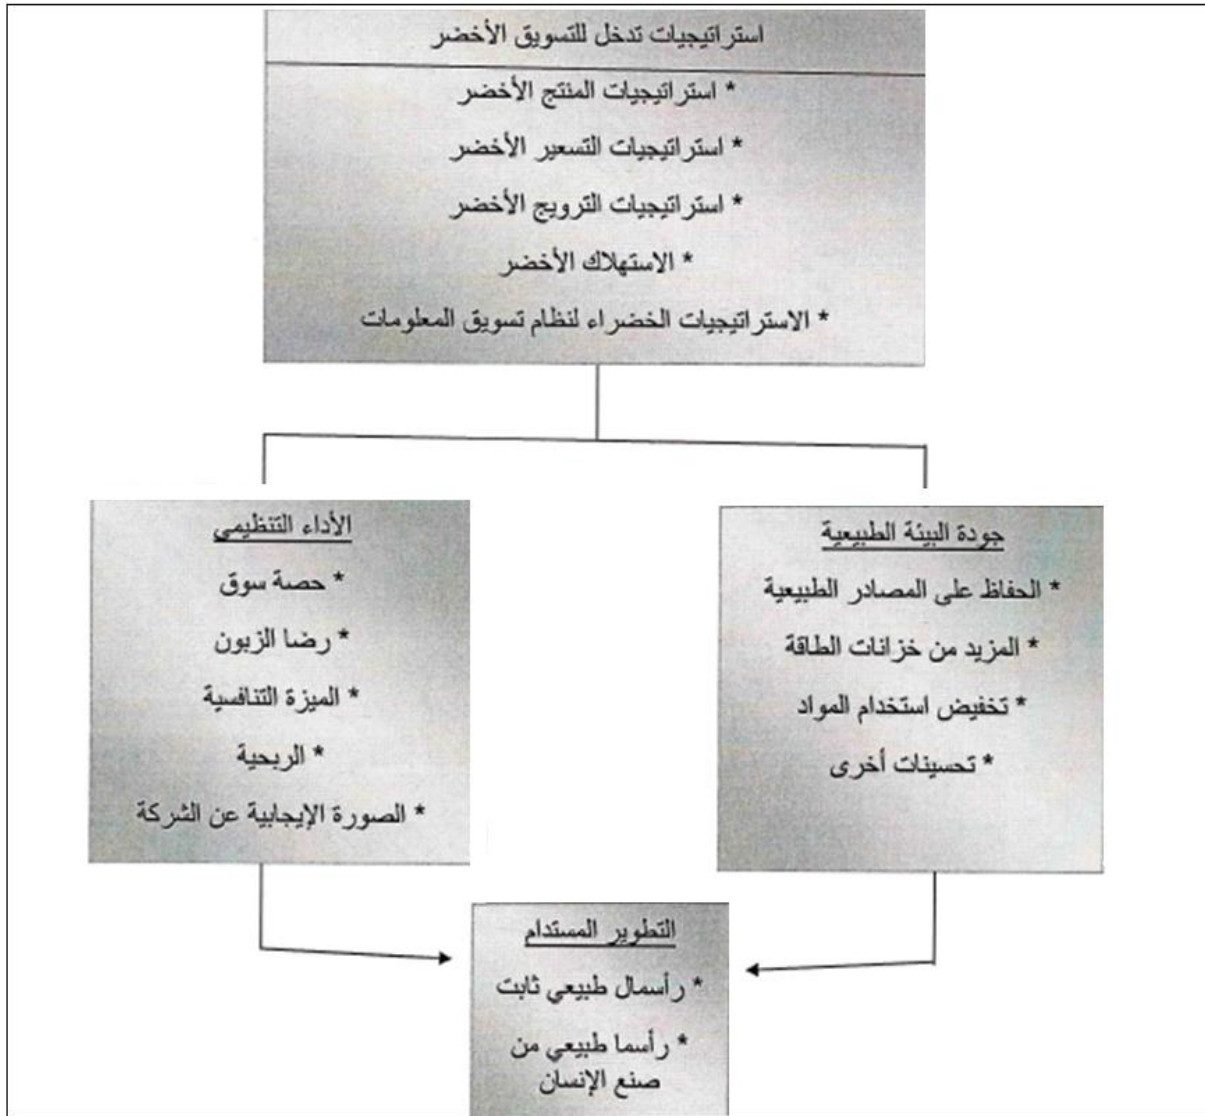 استراتيجيات تدخل للتسويق الأخضر
* استراتيجيات المنتج الأخضر
* استراتيجيات التسعير الأخضر
* استراتيجيات الترويج الأخضر
* الاستهلاك الأخضر
* الاستراتيجيات الخضراء لنظام تسويق المعلومات
جودة البيئة الطبيعية
* الحفاظ على المصادر الطبيعية
* المزيد من خزانات الطاقة
* تخفيض استخدام المواد
* تحسينات أخرى
الأداء التنظيمي
* حصة سوق
* رضا الزبون
* الميزة التنافسية
* الربحية
* الصورة الإيجابية عن الشركة
التطوير المستدام
* رأسمال طبيعي ثابت
* رأسما طبيعي من
صنع الإنسان